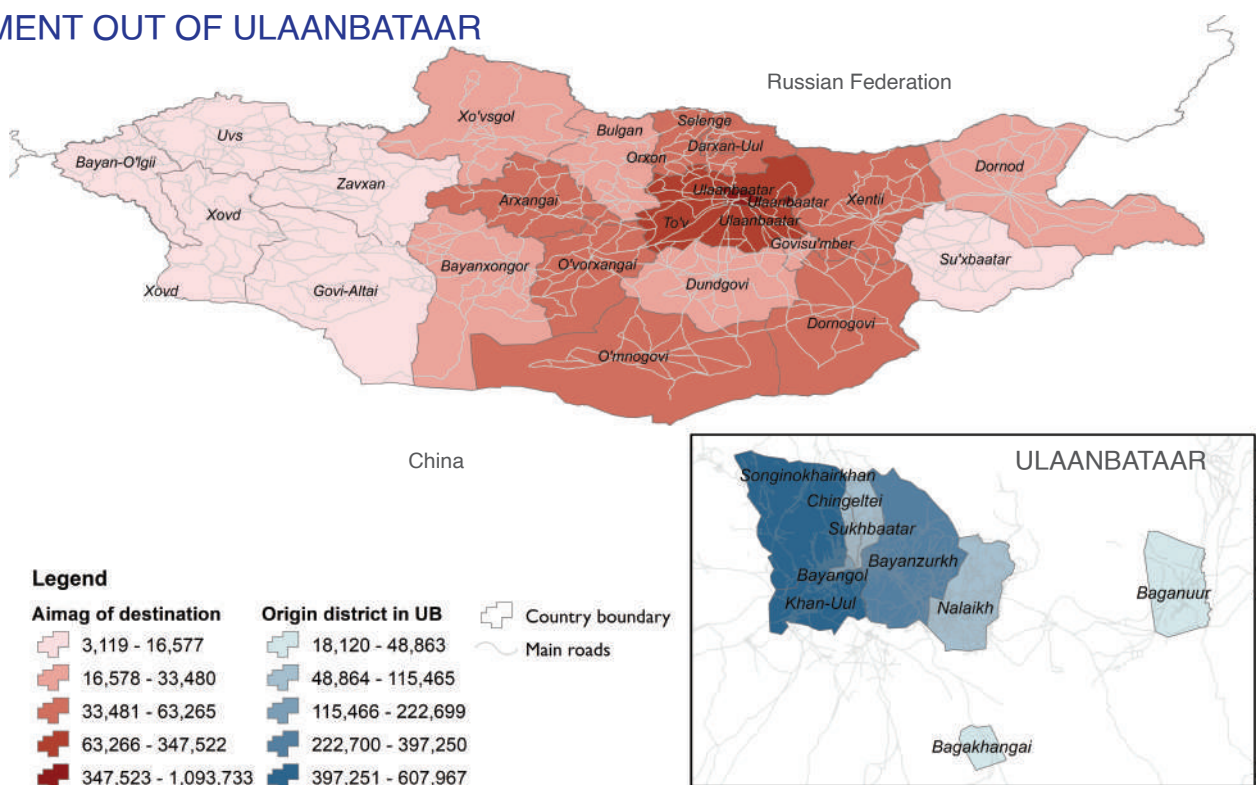 MENT OUT OF ULAANBATAAR
Russian Federation
Xo'vsgol
Bulgan
Selenge
Uvs
Bayan-O'lgii
Orxon
Darxan-Uul
Dornod
Zavxan
Ulaanbaatar
Arxangai
Ulaanbaatar
Xentii
Xovd
To'v
Ulaanbaatar
Govisu'mber
Su'xbaatar
Bayanxongor
O'vorxangai
Xovd
Govi-Altai
Dundgovi
Dornogovi
O'mnogovi
China
ULAANBATAAR
Songinokhairkhan
Chingeltei
Sukhbaatar
Bayanzurkh
Bayangol
Khan-Uul
Nalaikh
Baganuur
Bagakhangai
Legend
Aimag of destination
3,119 - 16,577
16,578 - 33,480
33,481 - 63,265
63,266 - 347,522
347,523 - 1,093,733
Origin district in UB
18,120 - 48,863
48,864 - 115,465
115,466 - 222,699
222,700 - 397,250
397,251 - 607,967
Country boundary
Main roads